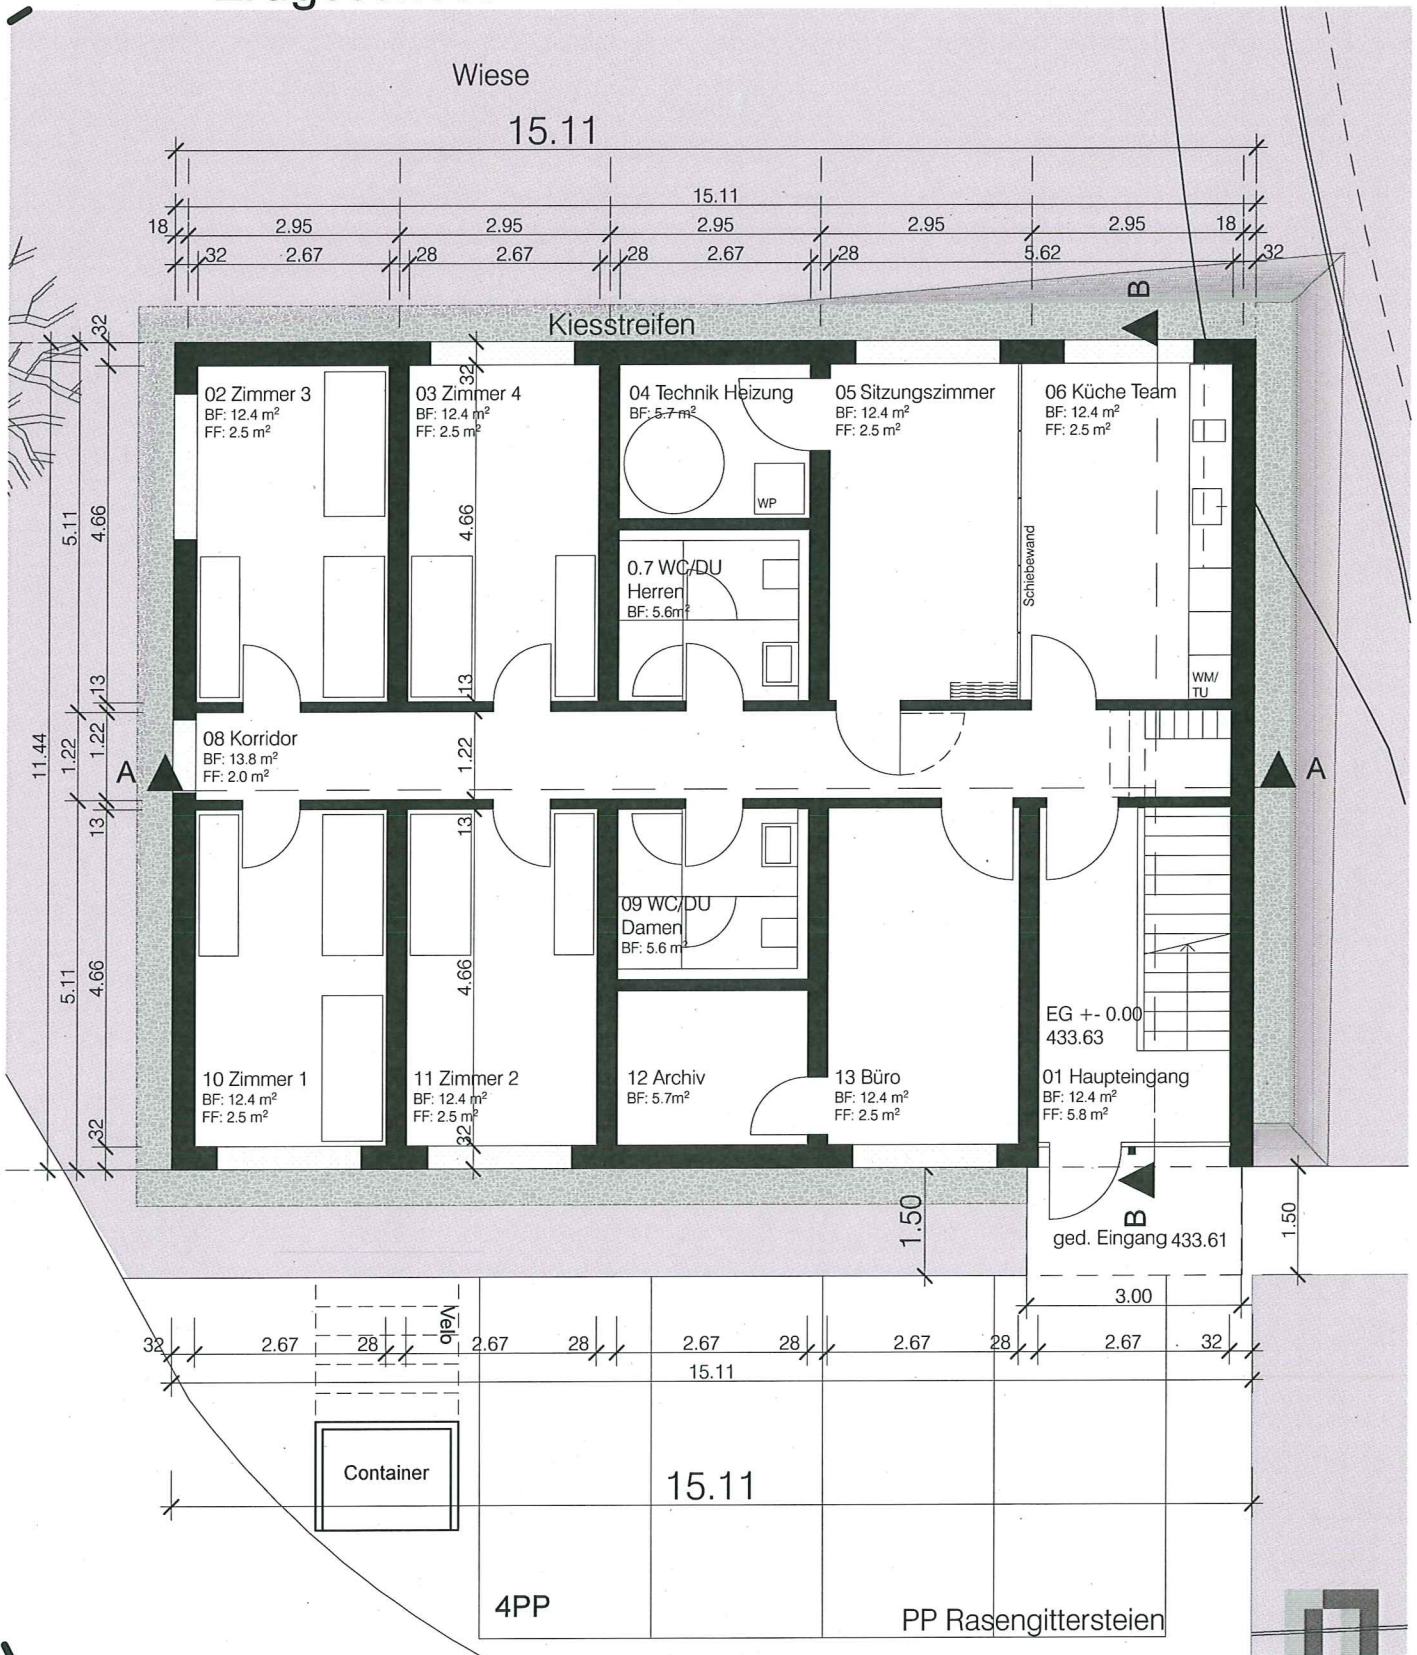 Wiese
15.11
15.11
18 2.95 2.95 2.95 2.95 2.95 18
32 2.67 28 2.67 28 2.67 28 5.62 32
B
Kiesstreifen
32
32
02 Zimmer 3
BF: 12.4 m²
FF: 2.5 m²
03 Zimmer 4
BF: 12.4 m²
FF: 2.5 m²
04 Technik Heizung
BF: 5.7 m²
WP
05 Sitzungszimmer
BF: 12.4 m²
FF: 2.5 m²
06 Küche Team
BF: 12.4 m²
FF: 2.5 m²
5.11
4.66
4.66
Schiebewand
0.7 WC/DU
Herren
BF: 5.6m²
WM/
TU
13
13
08 Korridor
BF: 13.8 m²
FF: 2.0 m²
11.44
1.22
1.22
1.22
A
A
13
13
09 WC/DU
Damen
BF: 5.6 m²
5.11
4.66
4.66
EG +- 0.00
433.63
10 Zimmer 1
BF: 12.4 m²
FF: 2.5 m²
11 Zimmer 2
BF: 12.4 m²
FF: 2.5 m²
12 Archiv
BF: 5.7m²
13 Büro
BF: 12.4 m²
FF: 2.5 m²
01 Haupteingang
BF: 12.4 m²
FF: 5.8 m²
32
32
1.50
B
1.50
ged. Eingang 433.61
3.00
Velo
32 2.67 28 2.67 28 2.67 28 2.67 28 2.67 32
15.11
Container
15.11
4PP
PP Rasengittersteien